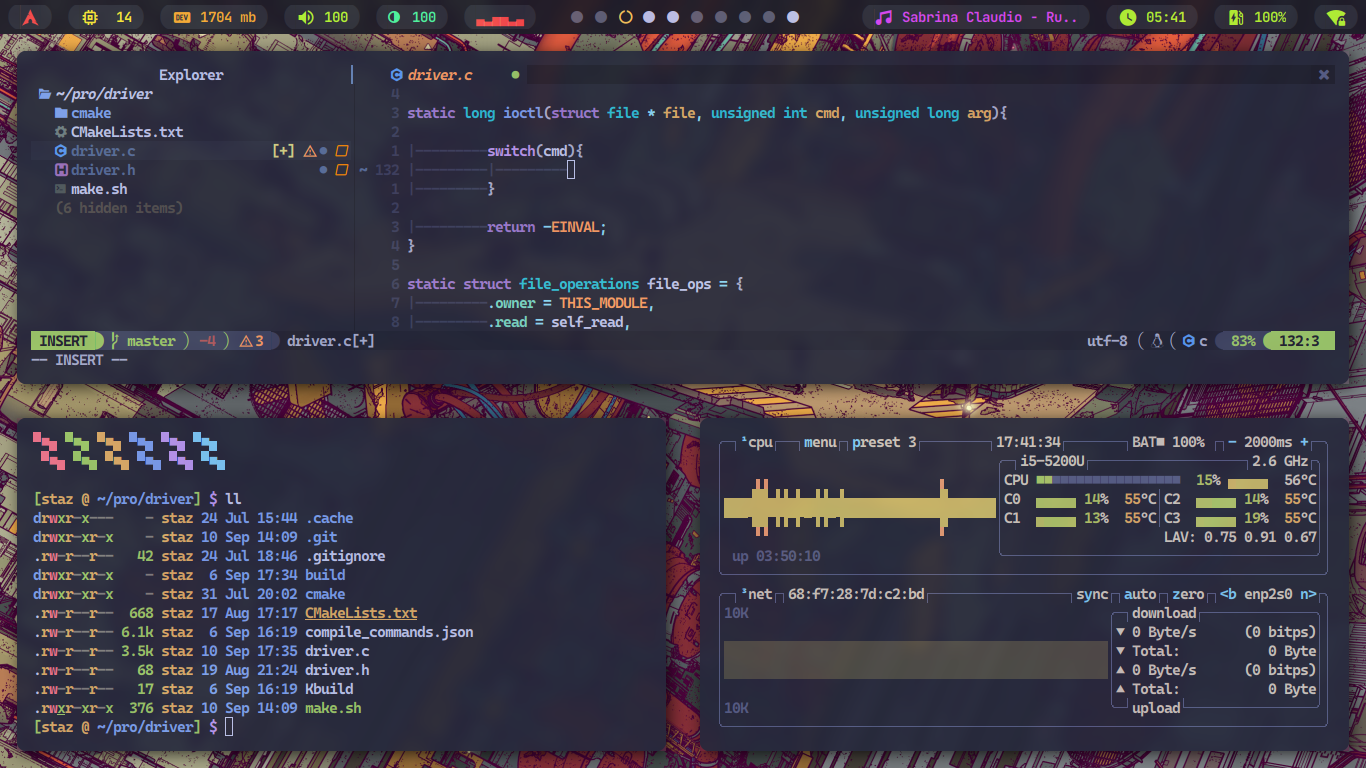 14 DEV 1704 mb 100 100 Sabrina Claudio - Ru.. 05:41 100%
Explorer
~/pro/driver
cmake
CMakeLists.txt
driver.c [+]
driver.h
make.sh
(6 hidden items)
driver.c
4
3 static long ioctl(struct file * file, unsigned int cmd, unsigned long arg){
2
1 switch(cmd){
~ 132
1 }
2
3 return -EINVAL;
4 }
5
6 static struct file_operations file_ops = {
7 .owner = THIS_MODULE,
8 .read = self_read,
INSERT master ) -4 ) 3 driver.c[+] utf-8 ( ( c 83% 132:3
-- INSERT --
[staz @ ~/pro/driver] $ ll
drwxr-x--- - staz 24 Jul 15:44 .cache
drwxr-xr-x - staz 10 Sep 14:09 .git
.rw-r--r-- 42 staz 24 Jul 18:46 .gitignore
drwxr-xr-x - staz 6 Sep 17:34 build
drwxr-xr-x - staz 31 Jul 20:02 cmake
.rw-r--r-- 668 staz 17 Aug 17:17 CMakeLists.txt
.rw-r--r-- 6.1k staz 6 Sep 16:19 compile_commands.json
.rw-r--r-- 3.5k staz 10 Sep 17:35 driver.c
.rw-r--r-- 68 staz 19 Aug 21:24 driver.h
.rw-r--r-- 17 staz 6 Sep 16:19 Kbuild
.rwxr-xr-x 376 staz 10 Sep 14:09 make.sh
[staz @ ~/pro/driver] $
¹cpu menu preset 3 17:41:34 BAT■ 100% - 2000ms +
i5-5200U 2.6 GHz
CPU 15% 56°C
C0 14% 55°C C2 14% 55°C
C1 13% 55°C C3 19% 55°C
LAV: 0.75 0.91 0.67
up 03:50:10
³net 68:f7:28:7d:c2:bd sync auto zero <b enp2s0 n>
10K
download
▼ 0 Byte/s (0 bitps)
▼ Total: 0 Byte
▲ 0 Byte/s (0 bitps)
▲ Total: 0 Byte
10K
upload